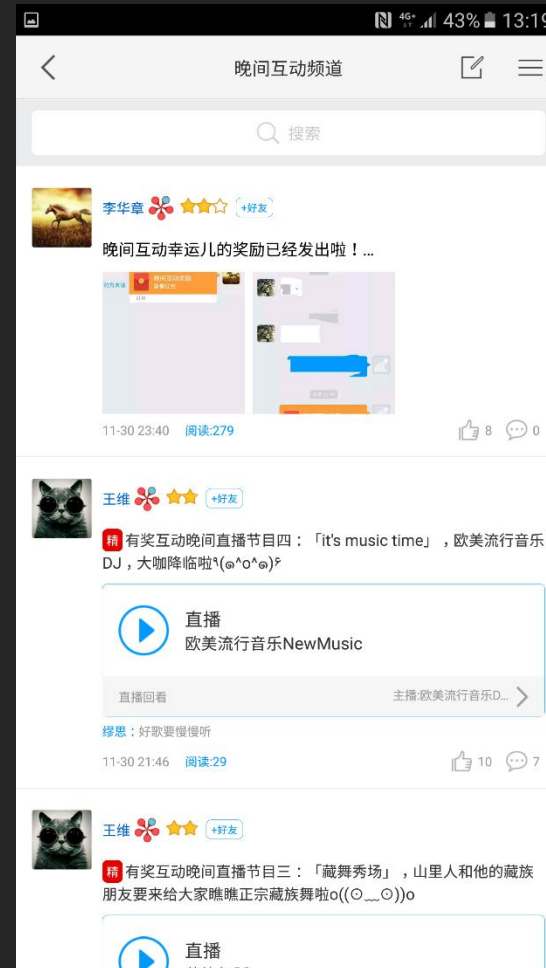 4G+ 43% 13:19
晚间互动频道
搜索
李华章 +好友
晚间互动幸运儿的奖励已经发出啦！...
11-30 23:40 阅读:279 8 0
王维 +好友
精 有奖互动晚间直播节目四：「it's music time」，欧美流行音乐
DJ，大咖降临啦٩(๑^o^๑)۶
直播
欧美流行音乐NewMusic
直播回看 主播:欧美流行音乐D...
缪思：好歌要慢慢听
11-30 21:46 阅读:29 10 7
王维 +好友
精 有奖互动晚间直播节目三：「藏舞秀场」，山里人和他的藏族
朋友要来给大家瞧瞧正宗藏族舞啦o((⊙﹏⊙))o
直播